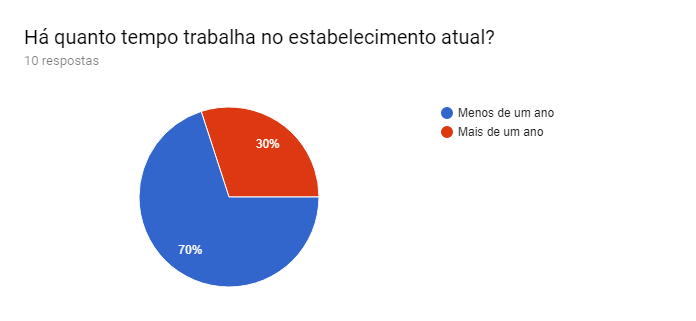 Há quanto tempo trabalha no estabelecimento atual?
10 respostas
Menos de um ano
Mais de um ano
30%
70%